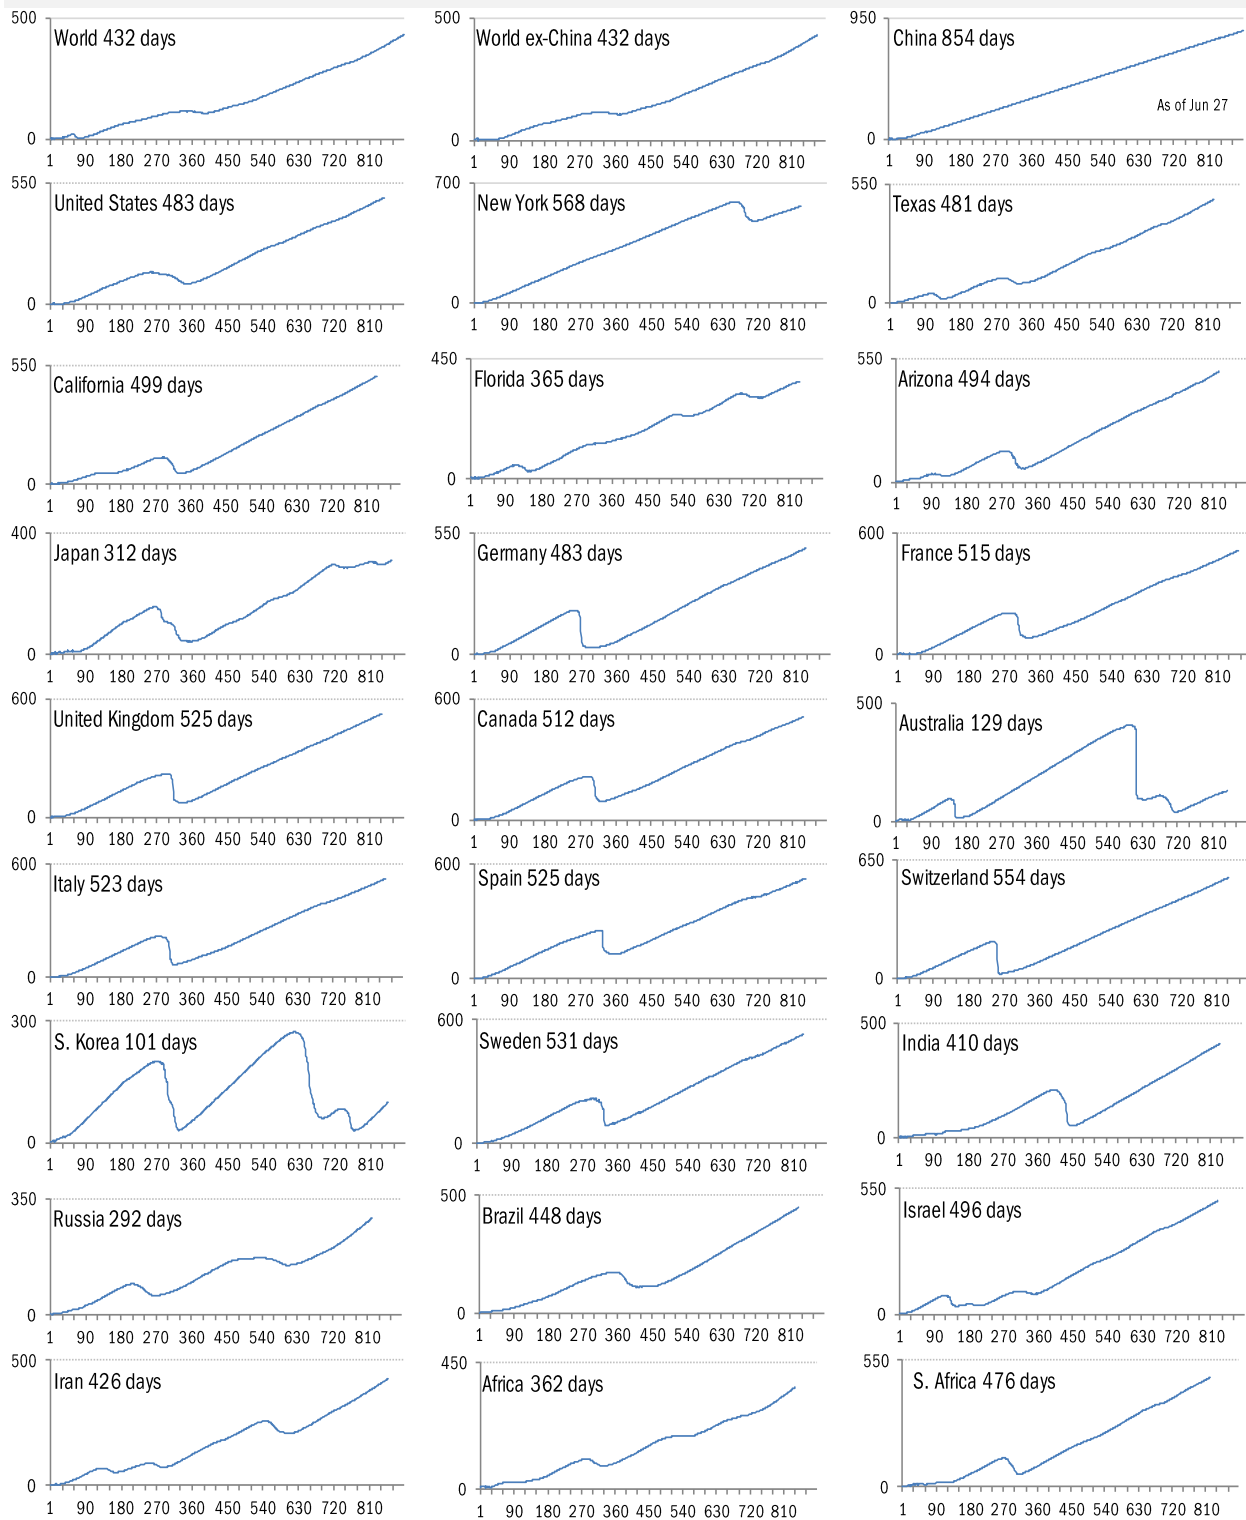 500
World 432 days
0
1 90 180 270 360 450 540 630 720 810
500
World ex-China 432 days
0
1 90 180 270 360 450 540 630 720 810
950
China 854 days
As of Jun 27
0
1 90 180 270 360 450 540 630 720 810
550
United States 483 days
0
1 90 180 270 360 450 540 630 720 810
700
New York 568 days
0
1 90 180 270 360 450 540 630 720 810
550
Texas 481 days
0
1 90 180 270 360 450 540 630 720 810
550
California 499 days
0
1 90 180 270 360 450 540 630 720 810
450
Florida 365 days
0
1 90 180 270 360 450 540 630 720 810
550
Arizona 494 days
0
1 90 180 270 360 450 540 630 720 810
400
Japan 312 days
0
1 90 180 270 360 450 540 630 720 810
550
Germany 483 days
0
1 90 180 270 360 450 540 630 720 810
600
France 515 days
0
1 90 180 270 360 450 540 630 720 810
600
United Kingdom 525 days
0
1 90 180 270 360 450 540 630 720 810
600
Canada 512 days
0
1 90 180 270 360 450 540 630 720 810
500
Australia 129 days
0
1 90 180 270 360 450 540 630 720 810
600
Italy 523 days
0
1 90 180 270 360 450 540 630 720 810
600
Spain 525 days
0
1 90 180 270 360 450 540 630 720 810
650
Switzerland 554 days
0
1 90 180 270 360 450 540 630 720 810
300
S. Korea 101 days
0
1 90 180 270 360 450 540 630 720 810
600
Sweden 531 days
0
1 90 180 270 360 450 540 630 720 810
500
India 410 days
0
1 90 180 270 360 450 540 630 720 810
350
Russia 292 days
0
1 90 180 270 360 450 540 630 720 810
500
Brazil 448 days
0
1 90 180 270 360 450 540 630 720 810
550
Israel 496 days
0
1 90 180 270 360 450 540 630 720 810
500
Iran 426 days
0
1 90 180 270 360 450 540 630 720 810
450
Africa 362 days
0
1 90 180 270 360 450 540 630 720 810
550
S. Africa 476 days
0
1 90 180 270 360 450 540 630 720 810